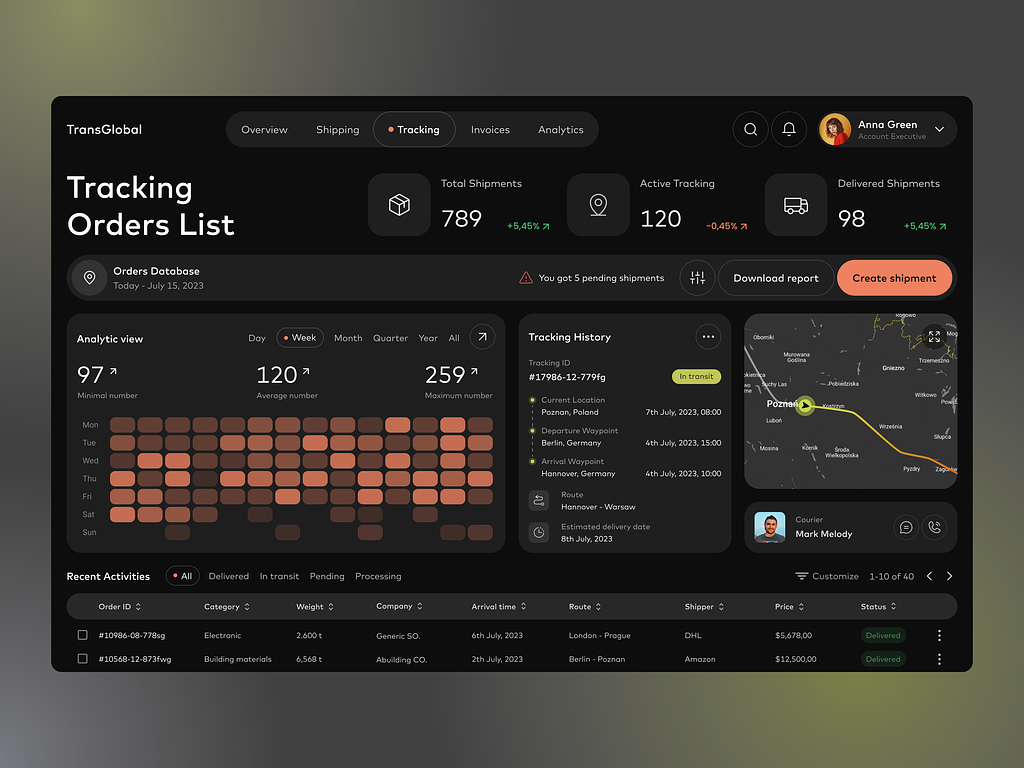 TransGlobal
Overview
Shipping
Tracking
Invoices
Analytics
Anna Green
Account Executive
Tracking
Orders List
Total Shipments
789
+5,45%
Active Tracking
120
-0,45%
Delivered Shipments
98
+5,45%
Orders Database
Today - July 15, 2023
You got 5 pending shipments
Download report
Create shipment
Analytic view
Day
Week
Month
Quarter
Year
All
97
Minimal number
120
Average number
259
Maximum number
Mon
Tue
Wed
Thu
Fri
Sat
Sun
Tracking History
Tracking ID
#17986-12-779fg
In transit
Current Location
Poznan, Poland
7th July, 2023, 08:00
Departure Waypoint
Berlin, Germany
4th July, 2023, 15:00
Arrival Waypoint
Hannover, Germany
4th July, 2023, 10:00
Route
Hannover - Warsaw
Estimated delivery date
8th July, 2023
Rogowo
Oborniki
Murowana
Goślina
Gniezno
Trzemeszno
Suchy Las
Pobiedziska
Witkowo
Poznań
Kostrzyn
Luboń
Września
Słupca
Mosina
Kórnik
Środa
Wielkopolska
Pyzdry
Courier
Mark Melody
Recent Activities
All
Delivered
In transit
Pending
Processing
Customize
1-10 of 40
Order ID
Category
Weight
Company
Arrival time
Route
Shipper
Price
Status
#10986-08-778sg
Electronic
2.600 t
Generic SO.
6th July, 2023
London - Prague
DHL
$5,678,00
Delivered
#10568-12-873fwg
Building materials
6,568 t
Abuilding CO.
2th July, 2023
Berlin - Poznan
Amazon
$12,500,00
Delivered